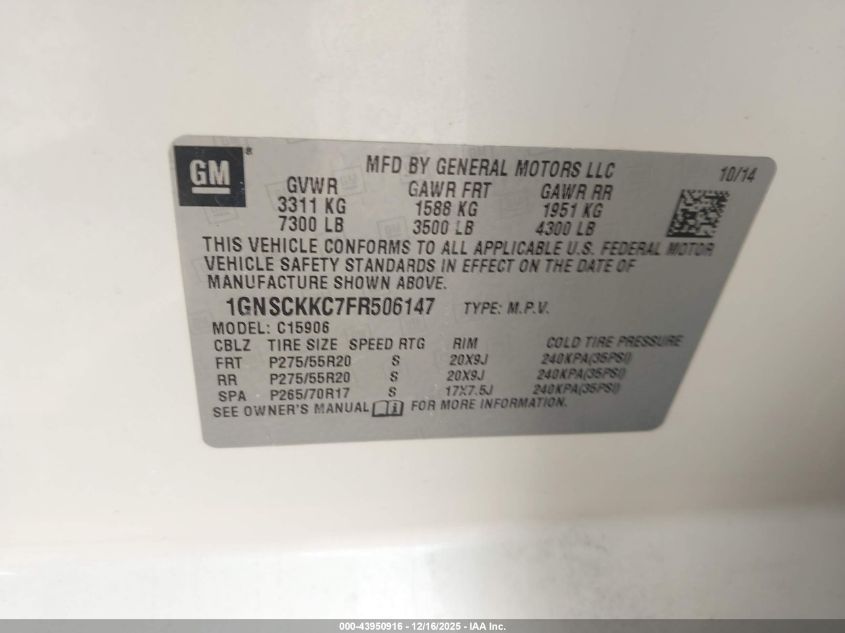 GM ®
MFD BY GENERAL MOTORS LLC
10/14
GVWR GAWR FRT GAWR RR
3311 KG 1588 KG 1951 KG
7300 LB 3500 LB 4300 LB
THIS VEHICLE CONFORMS TO ALL APPLICABLE U.S. FEDERAL MOTOR
VEHICLE SAFETY STANDARDS IN EFFECT ON THE DATE OF
MANUFACTURE SHOWN ABOVE.
1GNSCKKC7FR506147 TYPE: M.P.V.
MODEL: C15906
CBLZ TIRE SIZE SPEED RTG RIM COLD TIRE PRESSURE
FRT P275/55R20 S 20X9J 240KPA(35PSI)
RR P275/55R20 S 20X9J 240KPA(35PSI)
SPA P265/70R17 S 17X7.5J 240KPA(35PSI)
SEE OWNER'S MANUAL FOR MORE INFORMATION.
000-43950916 - 12/16/2025 - IAA Inc.